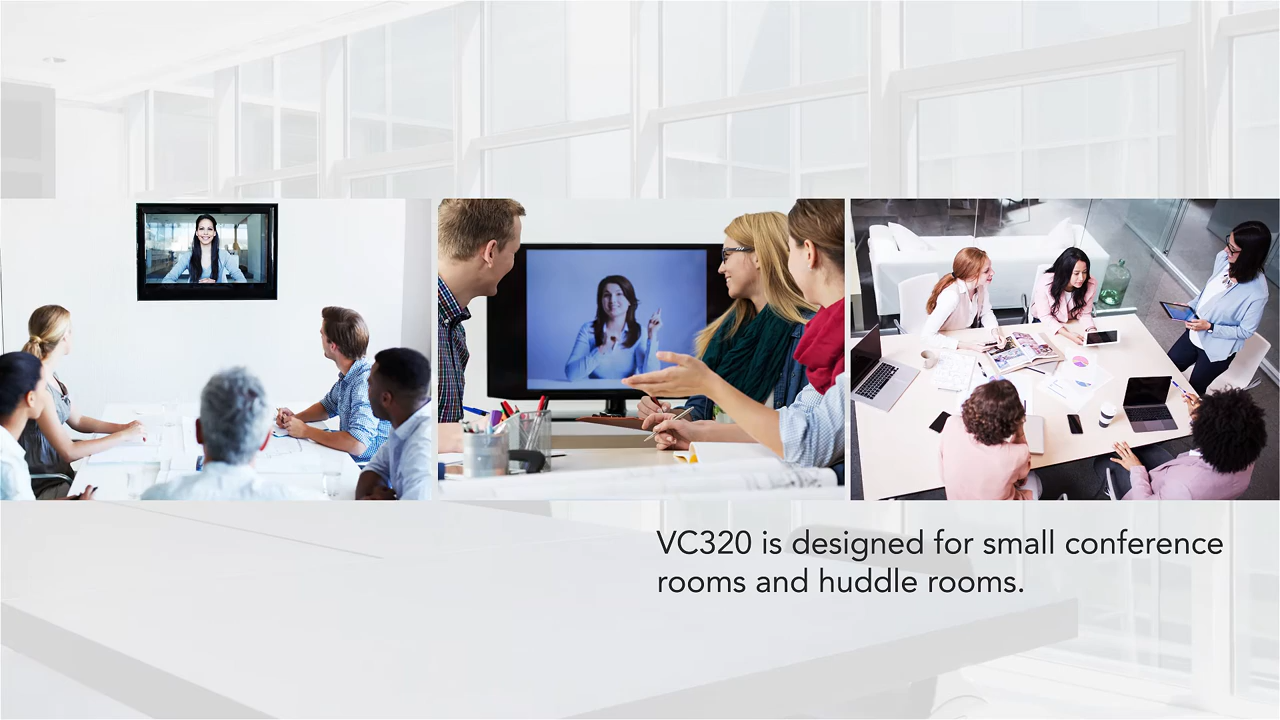 VC320 is designed for small conference
rooms and huddle rooms.